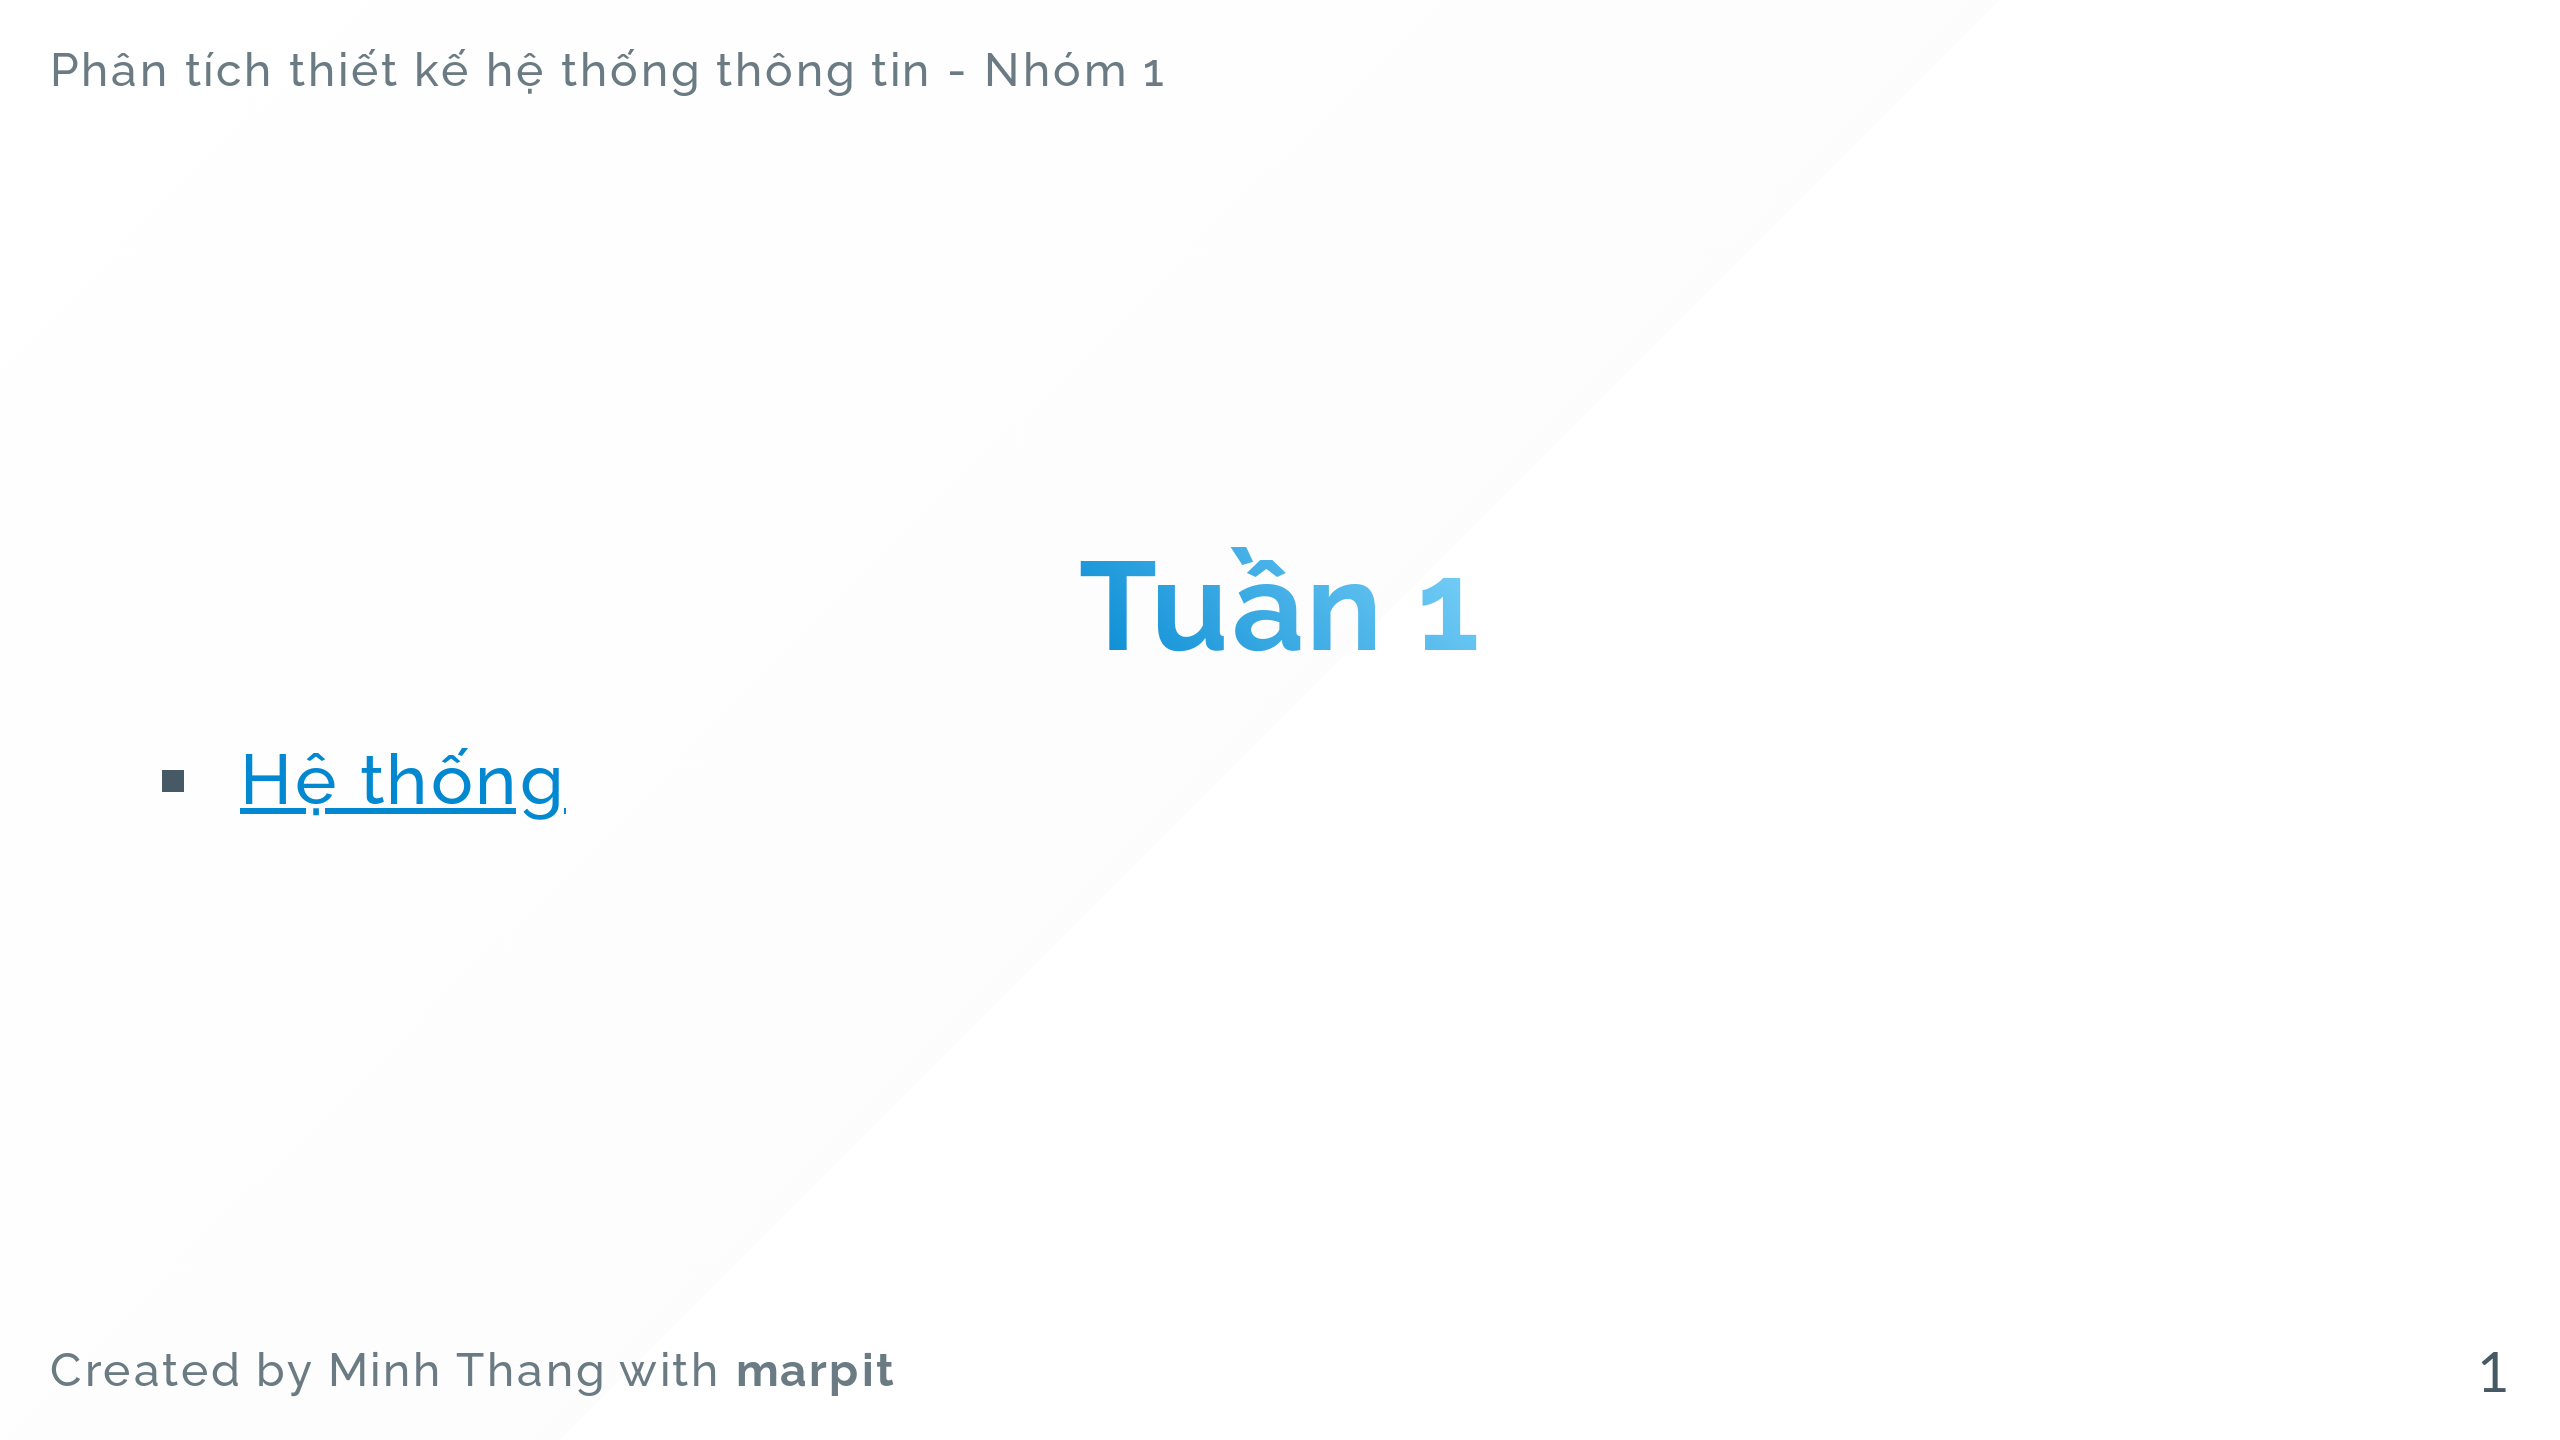 Phân tích thiết kế hệ thống thông tin - Nhóm 1
Tuần 1
Hệ thống
Created by Minh Thang with marpit
1